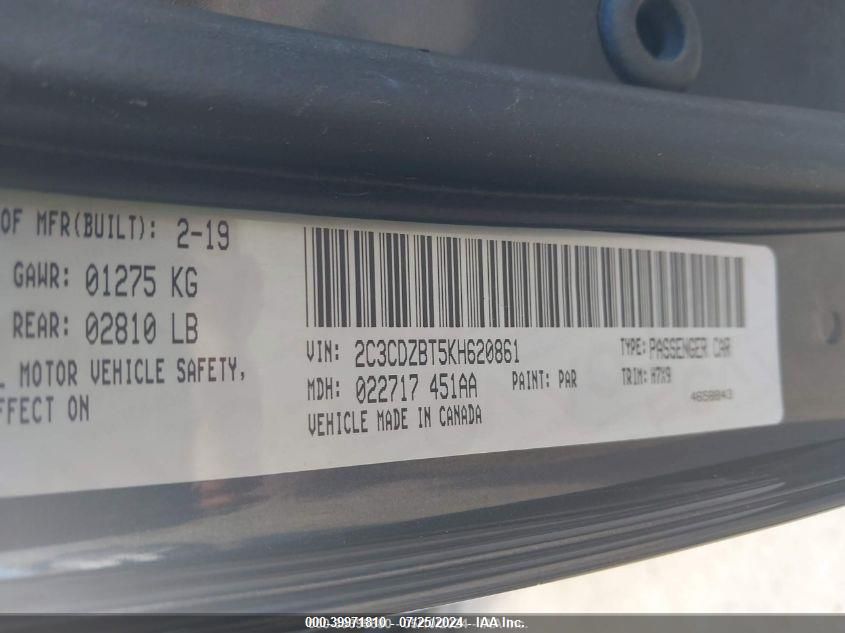 OF MFR(BUILT): 2-19
GAWR: 01275 KG
REAR: 02810 LB
MOTOR VEHICLE SAFETY,
EFFECT ON
VIN: 2C3CDZBT5KH620861
TYPE: PASSENGER CAR
MDH: 022717 451AA
PAINT: PAR
TRIM: H7X9
VEHICLE MADE IN CANADA
46588043
000-39971810 - 07/25/2024 - IAA Inc.